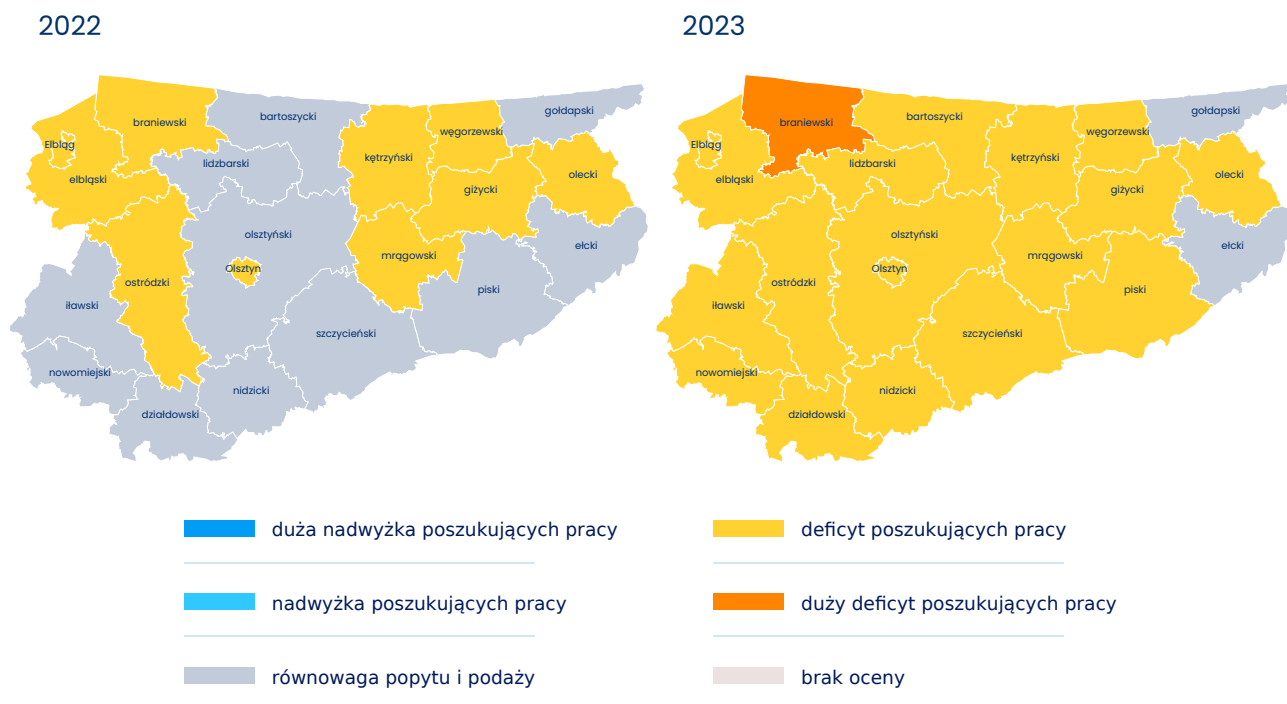 2022
braniewski
bartoszycki
gołdapski
Elbląg
węgorzewski
lidzbarski
kętrzyński
elbląski
giżycki
olecki
olsztyński
ełcki
mrągowski
Olsztyn
ostródzki
piski
iławski
szczycieński
nowomiejski
nidzicki
działdowski
2023
braniewski
bartoszycki
gołdapski
Elbląg
węgorzewski
lidzbarski
kętrzyński
elbląski
giżycki
olecki
olsztyński
ełcki
mrągowski
Olsztyn
ostródzki
piski
iławski
szczycieński
nowomiejski
nidzicki
działdowski
duża nadwyżka poszukujących pracy
nadwyżka poszukujących pracy
równowaga popytu i podaży
deficyt poszukujących pracy
duży deficyt poszukujących pracy
brak oceny